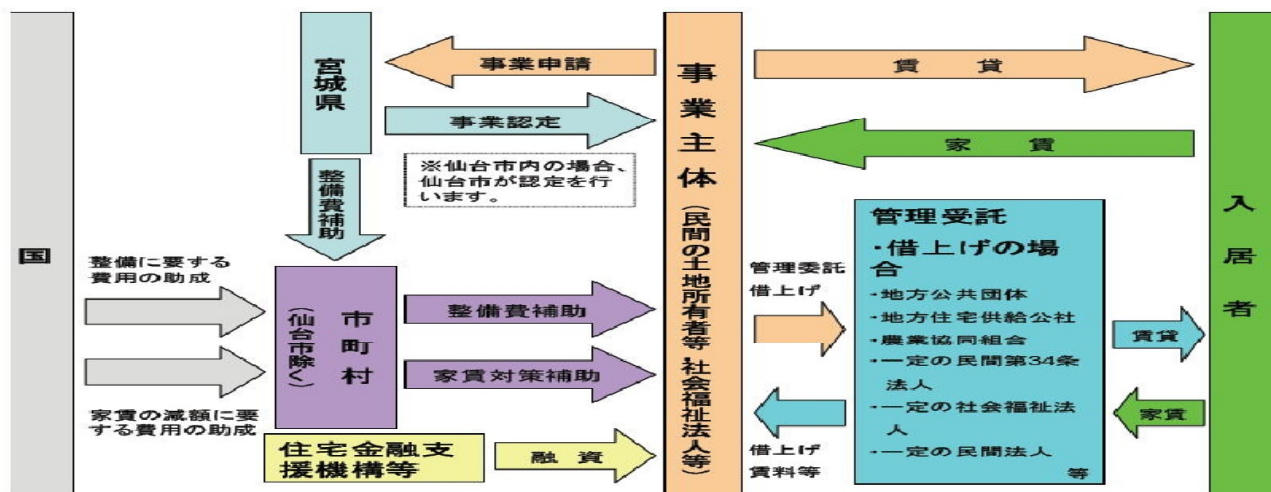 国
宮城県
整備費補助
整備に要する
費用の助成
家賃の減額に要
する費用の助成
市町村
(仙台市除く)
住宅金融支
援機構等
事業申請
事業認定
※仙台市内の場合、
仙台市が認定を行
います。
整備費補助
家賃対策補助
融資
事業主体
(民間の土地所有者等 社会福祉法人等)
賃貸
家賃
管理委託
借上げ
借上げ
賃料等
管理受託
・借上げの場
合
・地方公共団体
・地方住宅供給公社
・農業協同組合
・一定の民間第34条
法人
・一定の社会福祉法
人
・一定の民間法人
等
賃貸
家賃
入居者